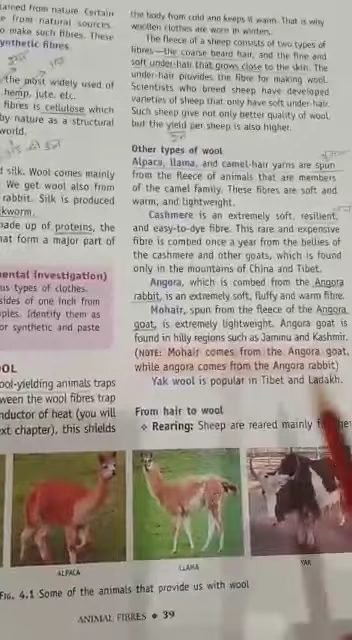 ained from nature. Certain
from natural sources.
o make such fibres. These
ynthetic fibres.
the most widely used of
hemp, jute, etc.
fibres is cellulose which
by nature as a structural
world.
silk. Wool comes mainly
We get wool also from
rabbit. Silk is produced
kworm.
ade up of proteins, the
hat form a major part of
ental (investigation)
us types of clothes.
sides of one inch from
ples. Identify them as
or synthetic and paste
OOL
ool-yielding animals traps
ween the wool fibres trap
nductor of heat (you will
ext chapter), this shields
the body from cold and keeps it warm. That is why
woollen clothes are worn in winters.
The fleece of a sheep consists of two types of
fibres—the coarse beard hair, and the fine and
soft under-hair that grows close to the skin. The
under-hair provides the fibre for making wool.
Scientists who breed sheep have developed
varieties of sheep that only have soft under-hair.
Such sheep give not only better quality of wool
but the yield per sheep is also higher.
Other types of wool
Alpaca, llama, and camel-hair yarns are spun
from the fleece of animals that are members
of the camel family. These fibres are soft and
warm, and lightweight.
Cashmere is an extremely soft, resilient,
and easy-to-dye fibre. This rare and expensive
fibre is combed once a year from the bellies of
the cashmere and other goats, which is found
only in the mountains of China and Tibet.
Angora, which is combed from the Angora
rabbit, is an extremely soft, fluffy and warm fibre.
Mohair, spun from the fleece of the Angora
goat, is extremely lightweight. Angora goat is
found in hilly regions such as Jammu and Kashmir.
(NOTE: Mohair comes from the Angora goat,
while angora comes from the Angora rabbit)
Yak wool is popular in Tibet and Ladakh.
From hair to wool
❖ Rearing: Sheep are reared mainly
ALPACA
LLAMA
YAK
FIG. 4.1 Some of the animals that provide us with wool
ANIMAL FIBRES ❖ 39